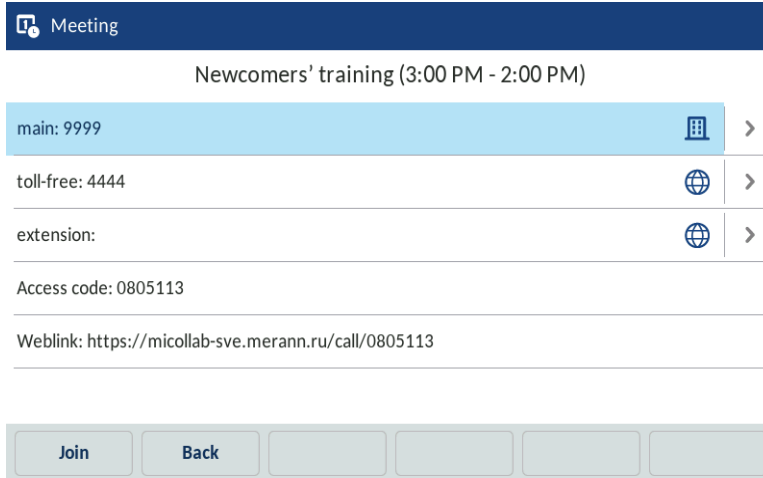 Meeting
Newcomers’ training (3:00 PM - 2:00 PM)
main: 9999
toll-free: 4444
extension:
Access code: 0805113
Weblink: https://micollab-sve.merann.ru/call/0805113
Join Back